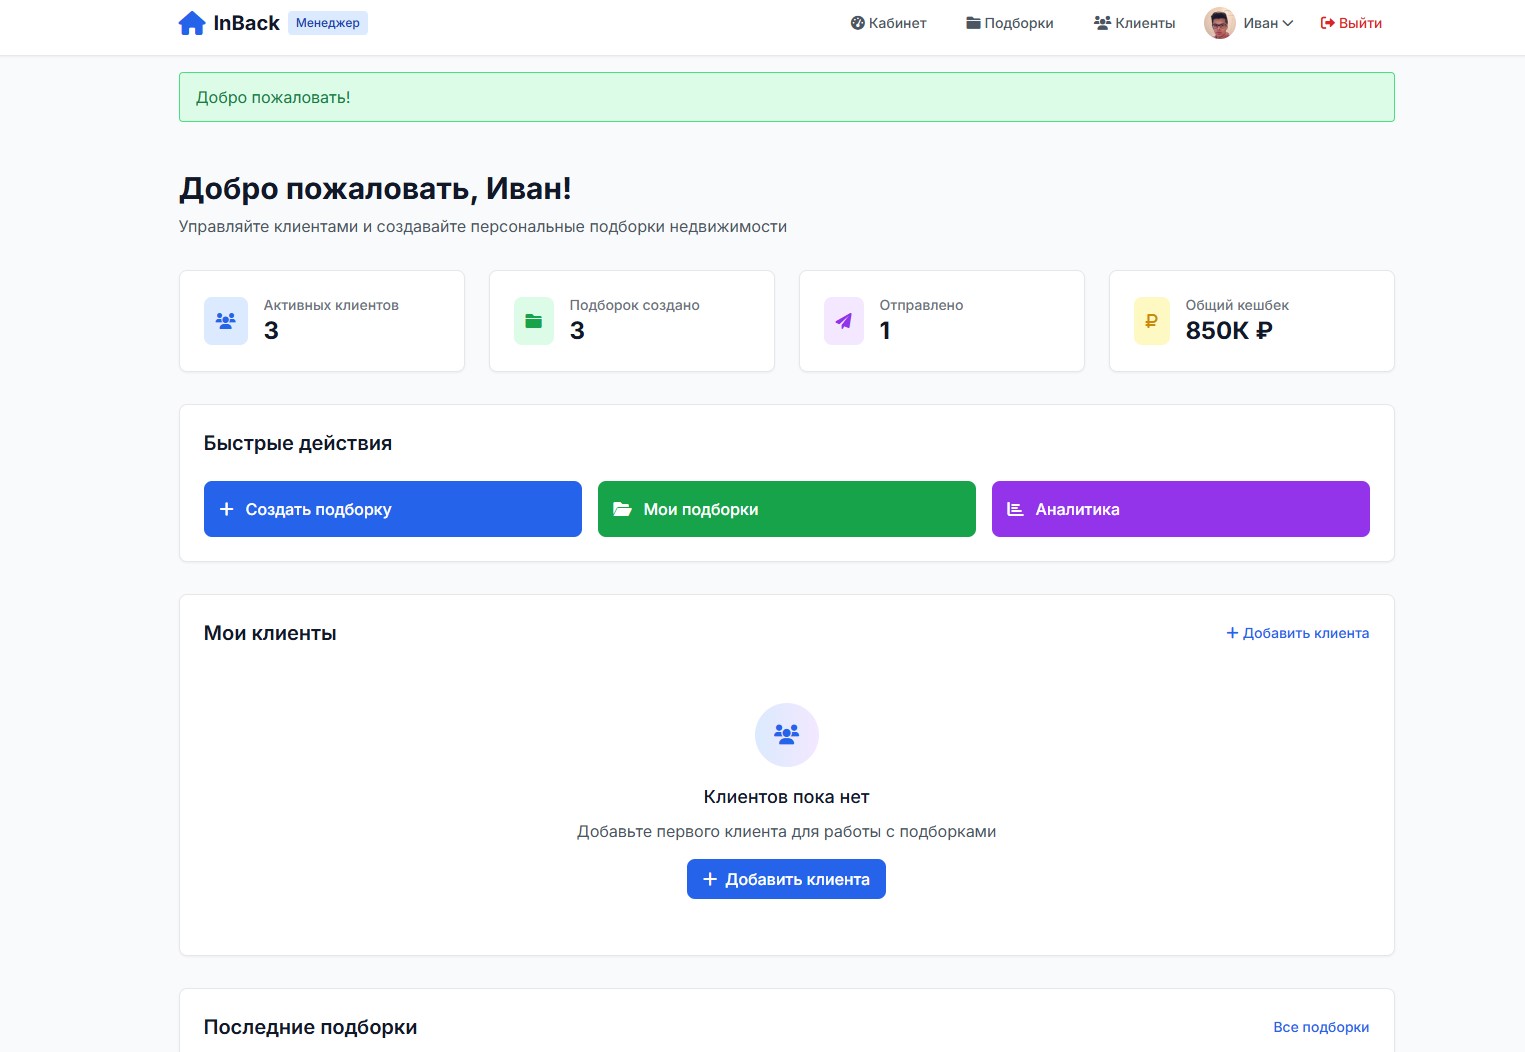 InBack Менеджер Кабинет Подборки Клиенты Иван Выйти
Добро пожаловать!
Добро пожаловать, Иван!
Управляйте клиентами и создавайте персональные подборки недвижимости
Активных клиентов
3
Подборок создано
3
Отправлено
1
Общий кешбек
850К ₽
Быстрые действия
Создать подборку
Мои подборки
Аналитика
Мои клиенты
+ Добавить клиента
Клиентов пока нет
Добавьте первого клиента для работы с подборками
+ Добавить клиента
Последние подборки
Все подборки